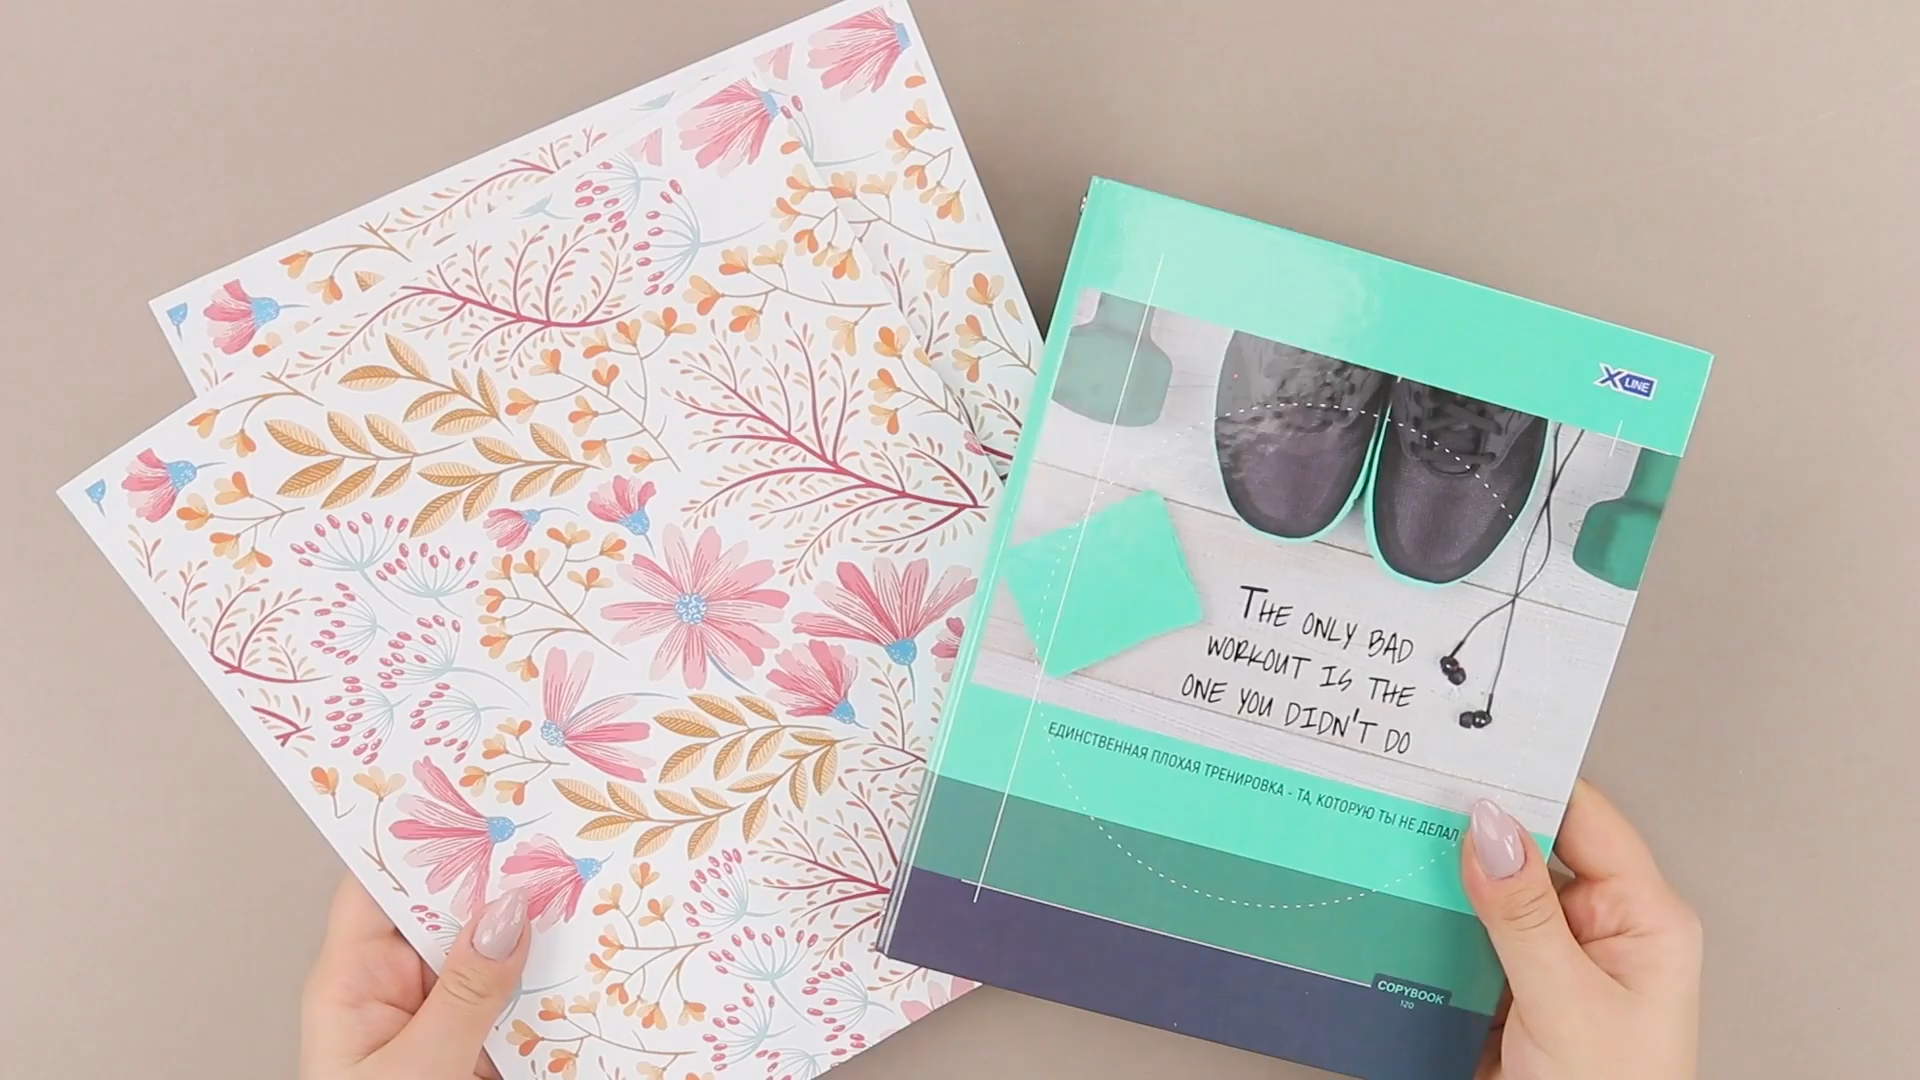 X LINE
THE ONLY BAD
WORKOUT IS THE
ONE YOU DIDN'T DO
ЕДИНСТВЕННАЯ ПЛОХАЯ ТРЕНИРОВКА - ТА, КОТОРУЮ ТЫ НЕ ДЕЛАЛ
COPYBOOK
120